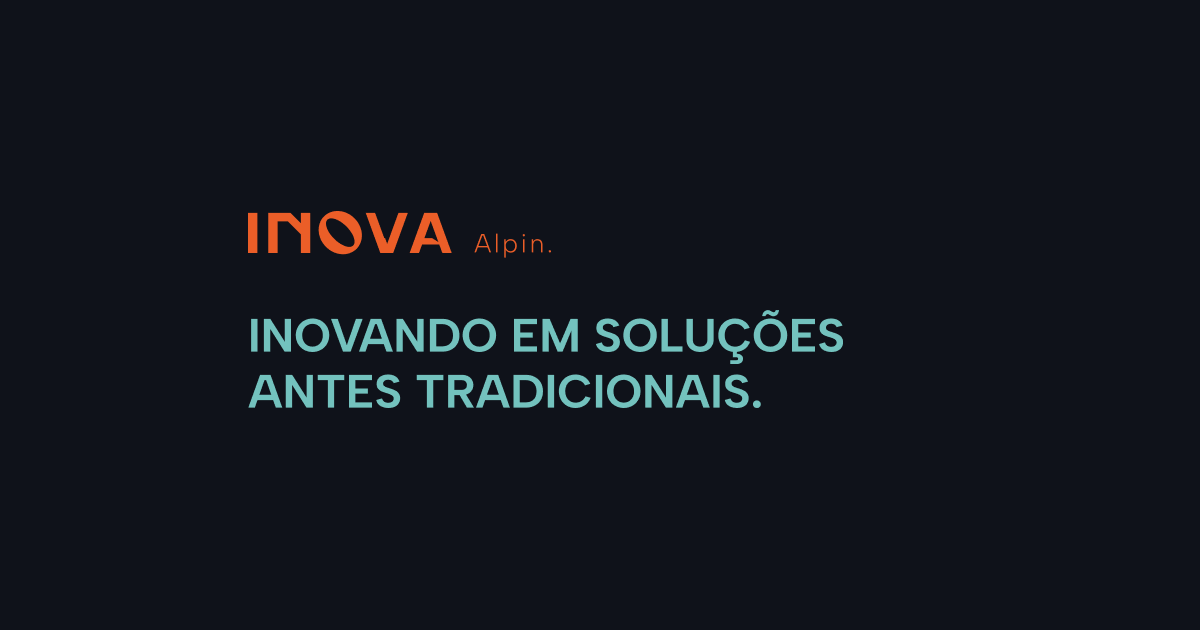 INOVA Alpin.
INOVANDO EM SOLUÇÕES
ANTES TRADICIONAIS.